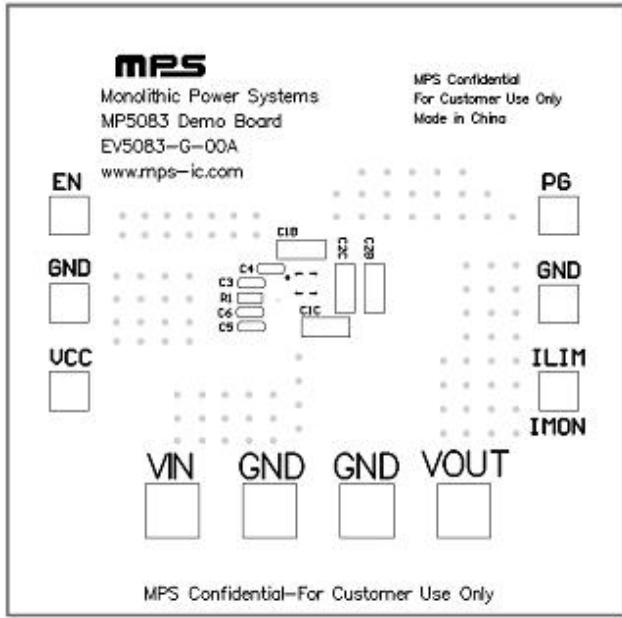 MPS
Monolithic Power Systems
MP5083 Demo Board
EV5083-G-00A
www.mps-ic.com
MPS Confidential
For Customer Use Only
Made in China
EN
PG
GND
GND
VCC
ILIM
IMON
C1B
C2C
C2B
C4
C3
R1
C6
C5
C1C
VIN
GND
GND
VOUT
MPS Confidential-For Customer Use Only